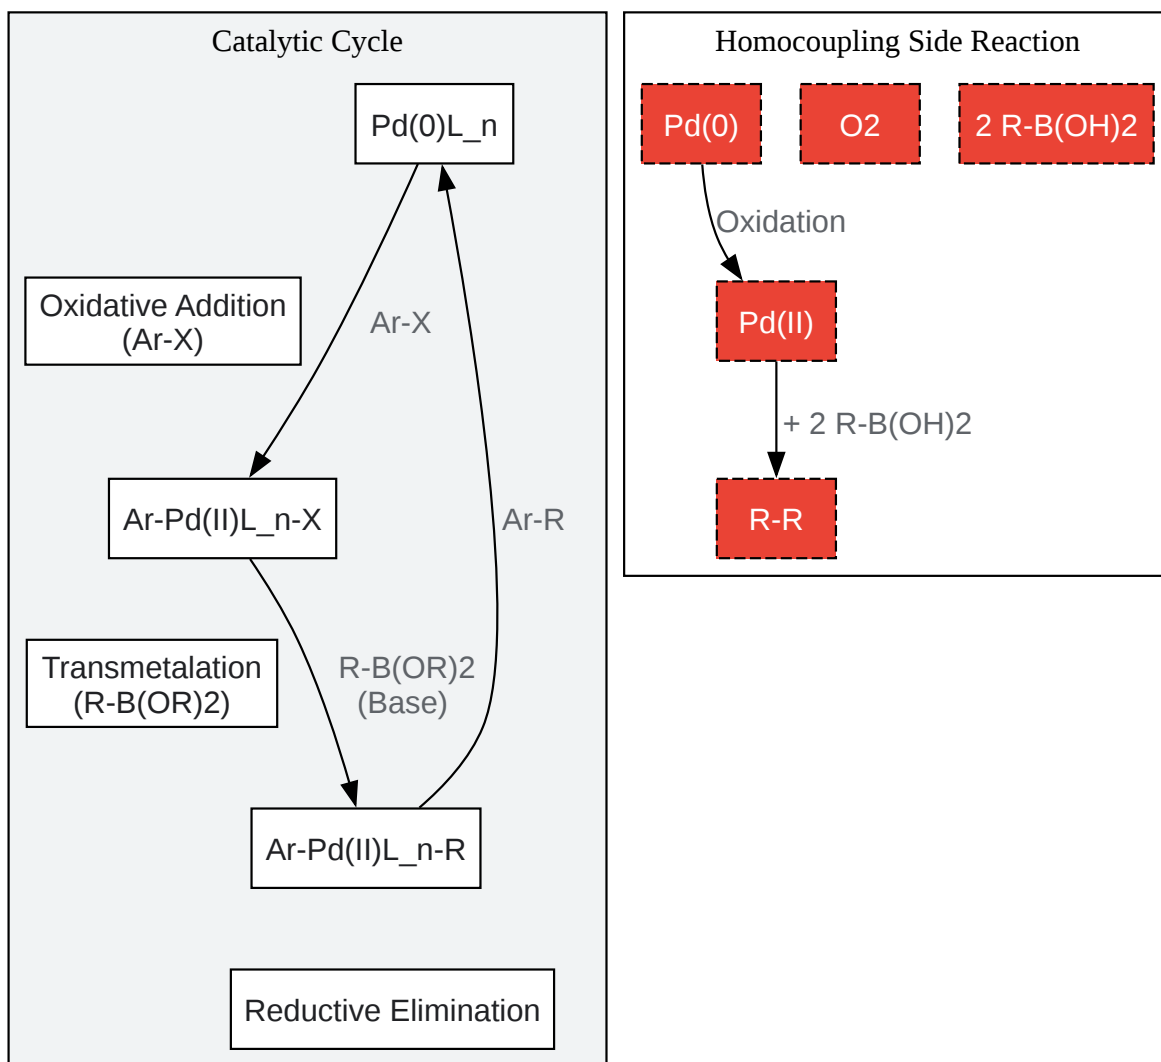 Catalytic Cycle
Pd(0)L_n
Oxidative Addition
(Ar-X)
Ar-X
Ar-Pd(II)L_n-X
Ar-R
Transmetalation
(R-B(OR)2)
R-B(OR)2
(Base)
Ar-Pd(II)L_n-R
Reductive Elimination
Homocoupling Side Reaction
Pd(0)
O2
2 R-B(OH)2
Oxidation
Pd(II)
+ 2 R-B(OH)2
R-R